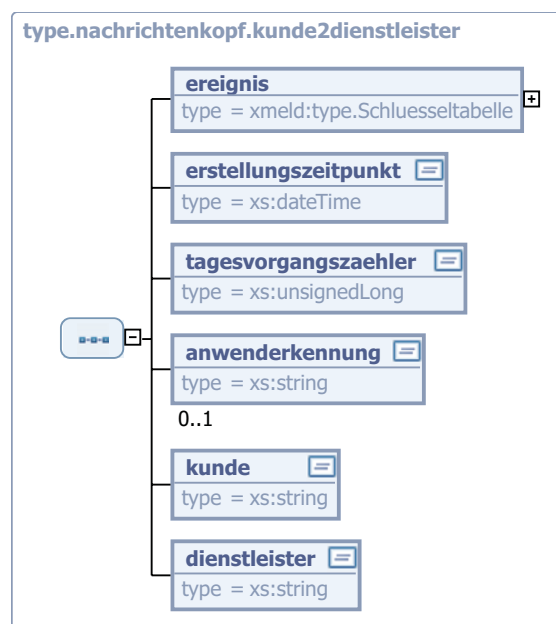 type.nachrichtenkopf.kunde2dienstleister
ereignis
type = xmeld:type.Schluesseltabelle
erstellungszeitpunkt
type = xs:dateTime
tagesvorgangszaehler
type = xs:unsignedLong
anwenderkennung
type = xs:string
0..1
kunde
type = xs:string
dienstleister
type = xs:string